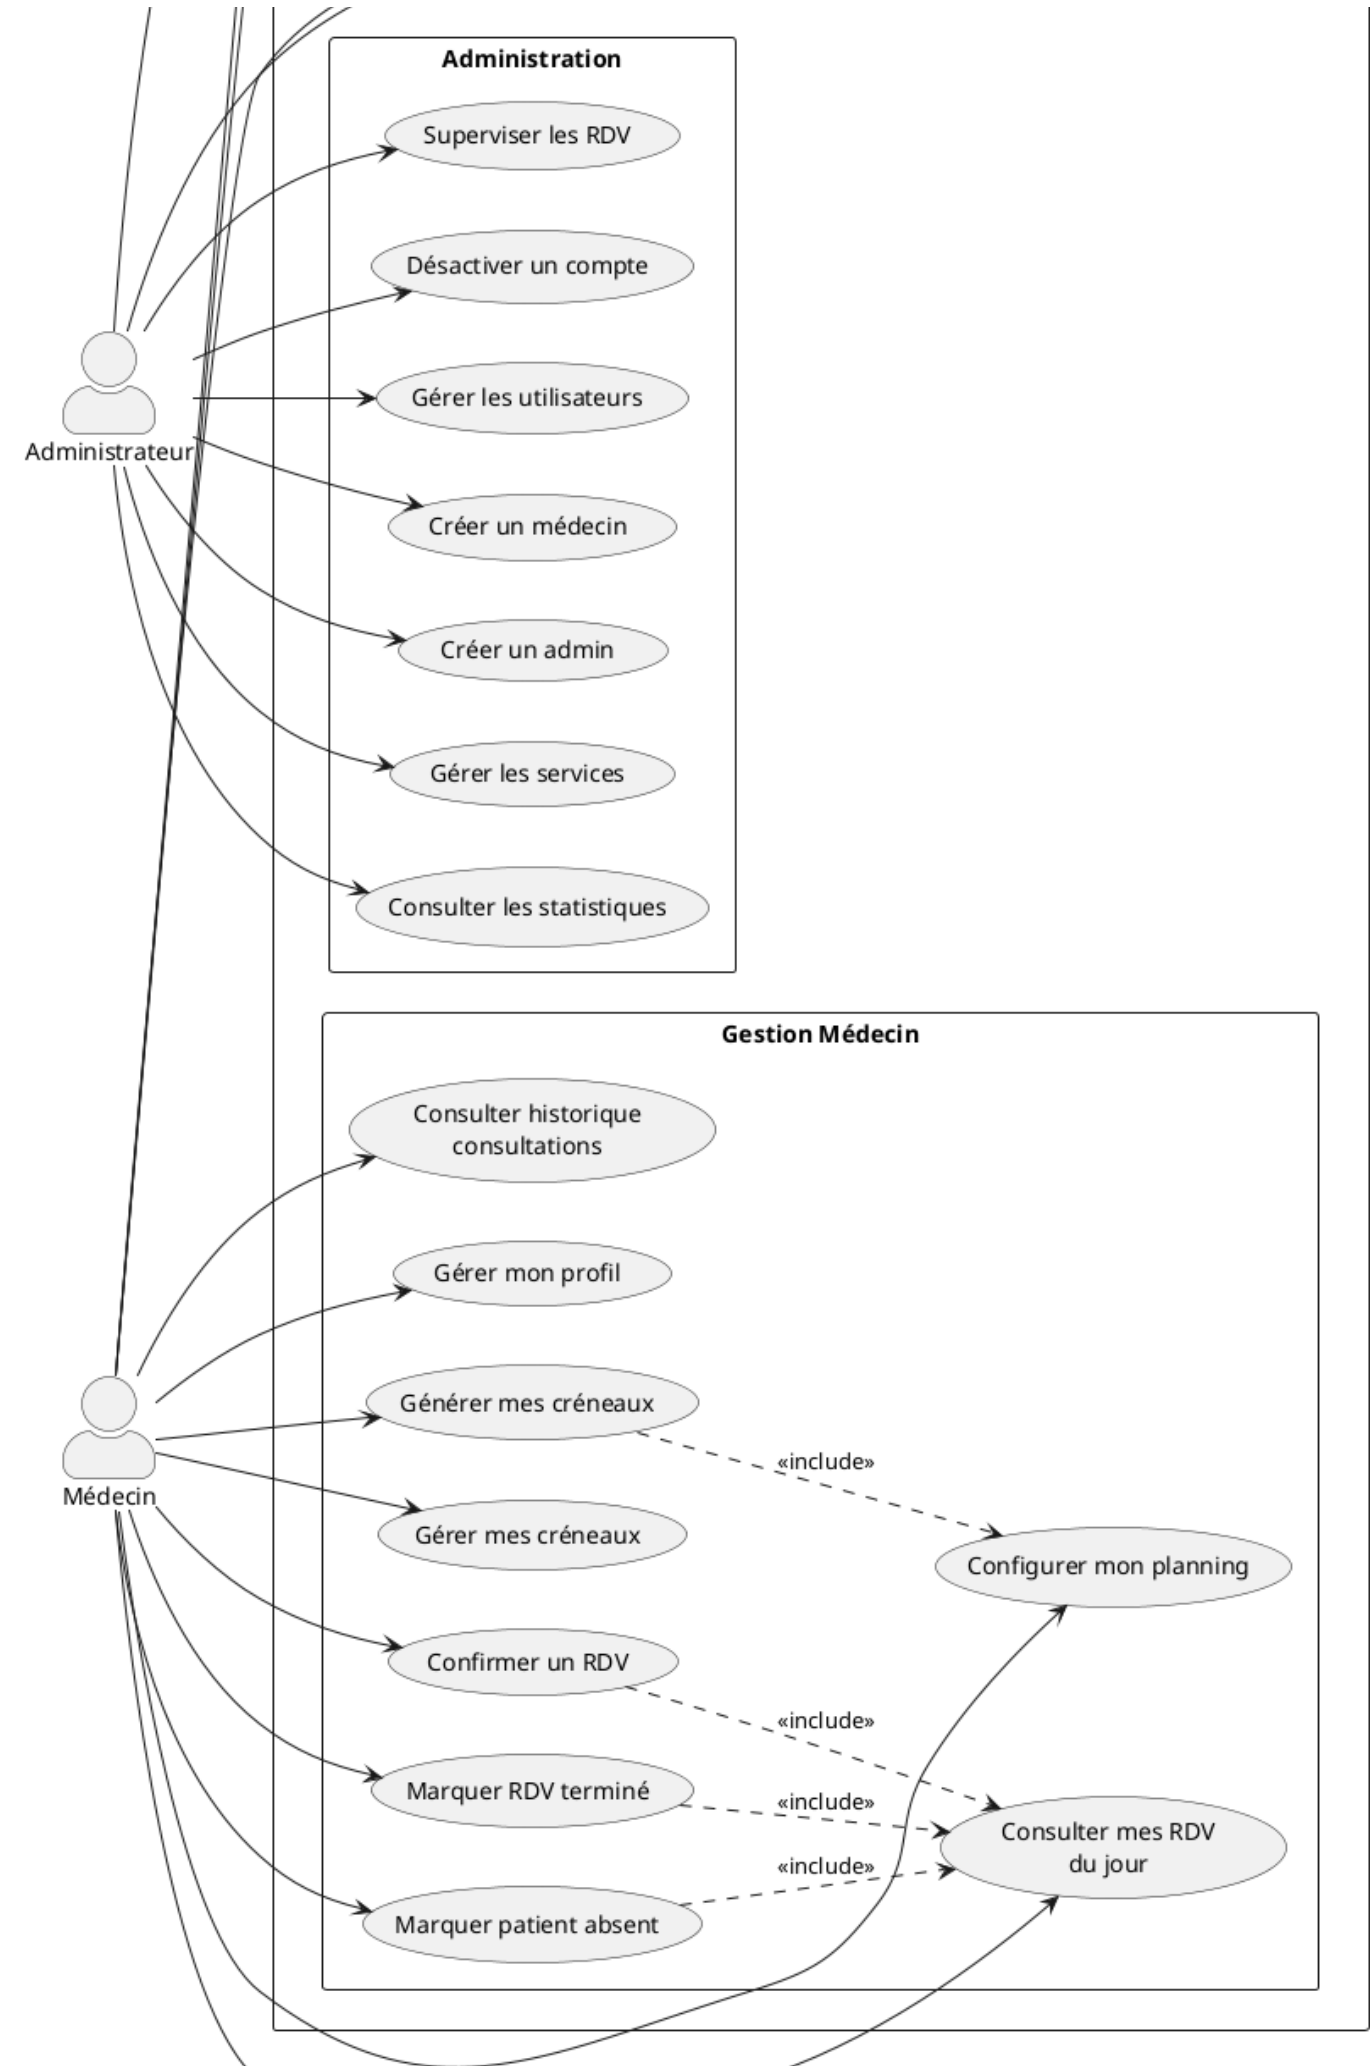 Administration
Superviser les RDV
Désactiver un compte
Gérer les utilisateurs
Administrateur
Créer un médecin
Créer un admin
Gérer les services
Consulter les statistiques
Gestion Médecin
Consulter historique
consultations
Gérer mon profil
Générer mes créneaux
«include»
Médecin
Gérer mes créneaux
Configurer mon planning
Confirmer un RDV
«include»
Marquer RDV terminé
«include»
Consulter mes RDV
du jour
«include»
Marquer patient absent